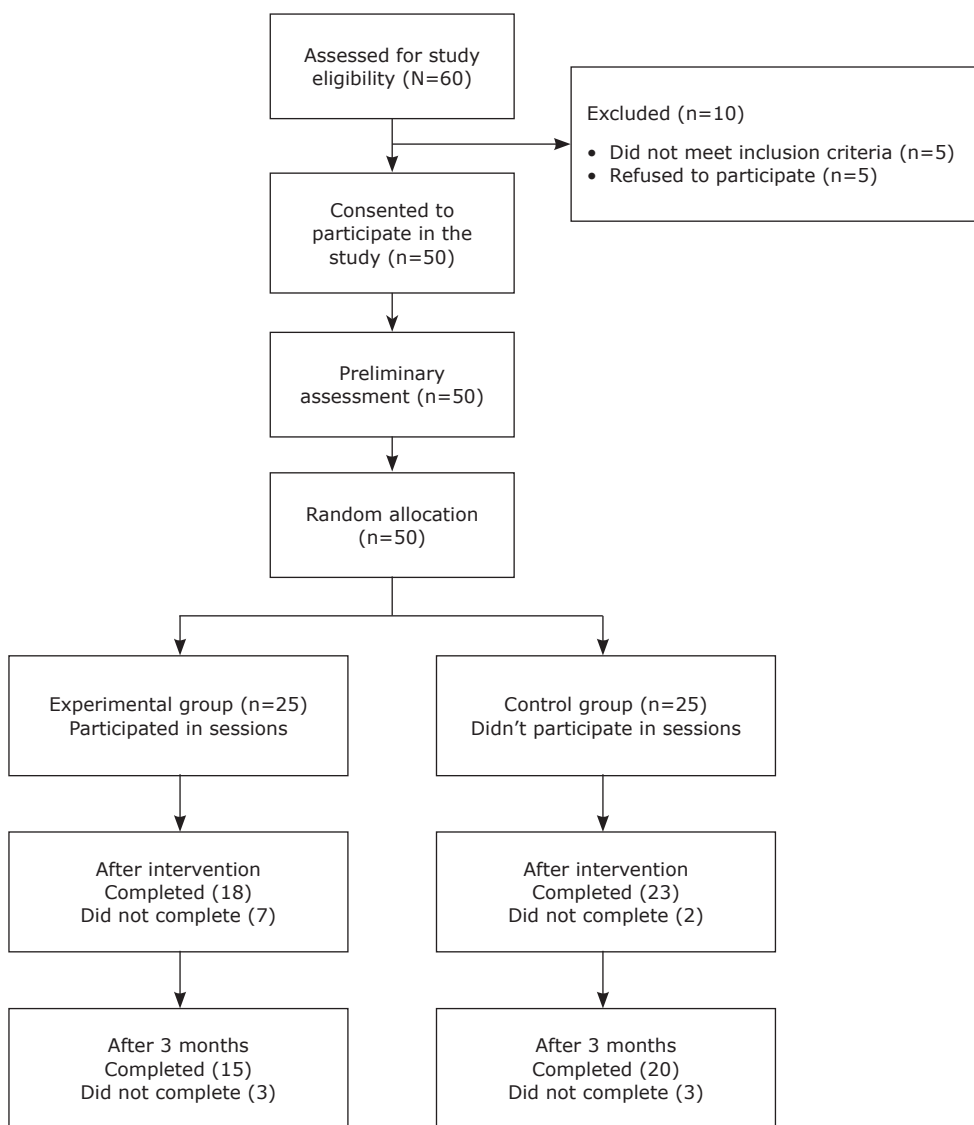 Assessed for study
eligibility (N=60)
Excluded (n=10)
• Did not meet inclusion criteria (n=5)
• Refused to participate (n=5)
Consented to
participate in the
study (n=50)
Preliminary
assessment (n=50)
Random allocation
(n=50)
Experimental group (n=25)
Participated in sessions
Control group (n=25)
Didn’t participate in sessions
After intervention
Completed (18)
Did not complete (7)
After intervention
Completed (23)
Did not complete (2)
After 3 months
Completed (15)
Did not complete (3)
After 3 months
Completed (20)
Did not complete (3)